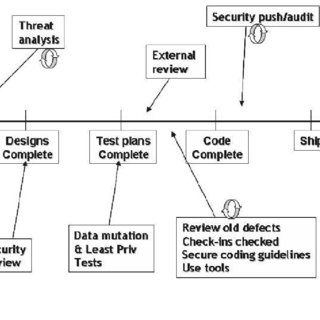 Security push/audit
Threat
analysis
External
review
Designs
Complete
Test plans
Complete
Code
Complete
Ship
curity
view
Data mutation
& Least Priv
Tests
Review old defects
Check-ins checked
Secure coding guidelines
Use tools